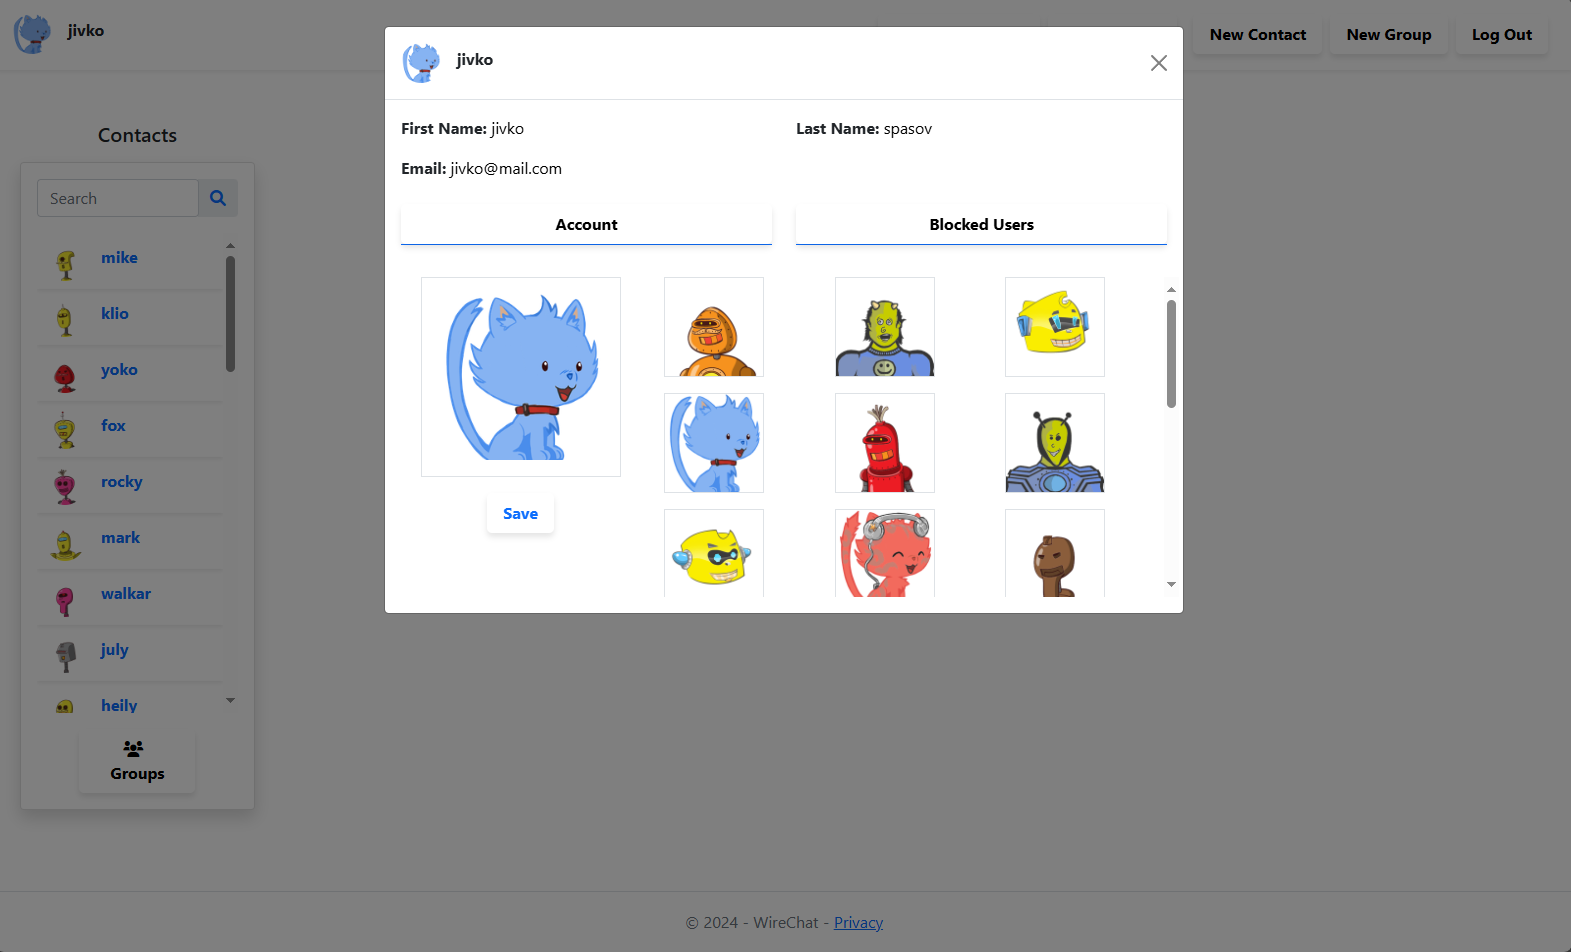 jivko
New Contact
New Group
Log Out
jivko
First Name: jivko
Last Name: spasov
Email: jivko@mail.com
Account
Blocked Users
Save
Contacts
Search
mike
klio
yoko
fox
rocky
mark
walkar
july
heily
Groups
© 2024 - WireChat - Privacy